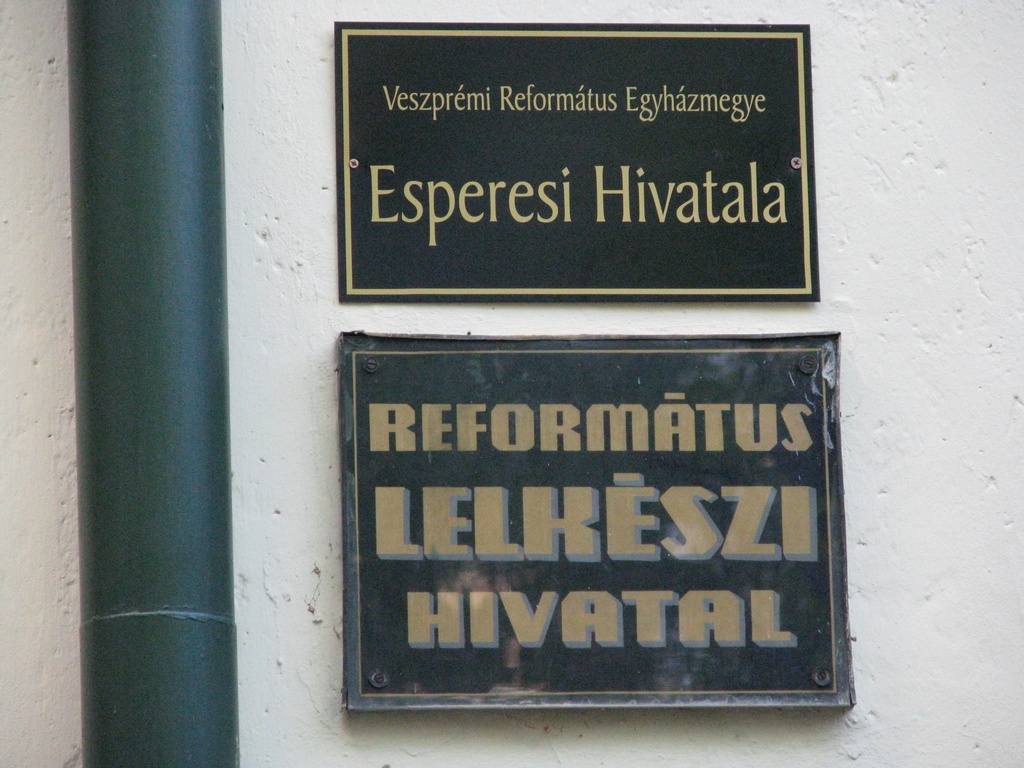 Veszprémi Református Egyházmegye
Esperesi Hivatala
REFORMÁTUS
LELKÉSZI
HIVATAL